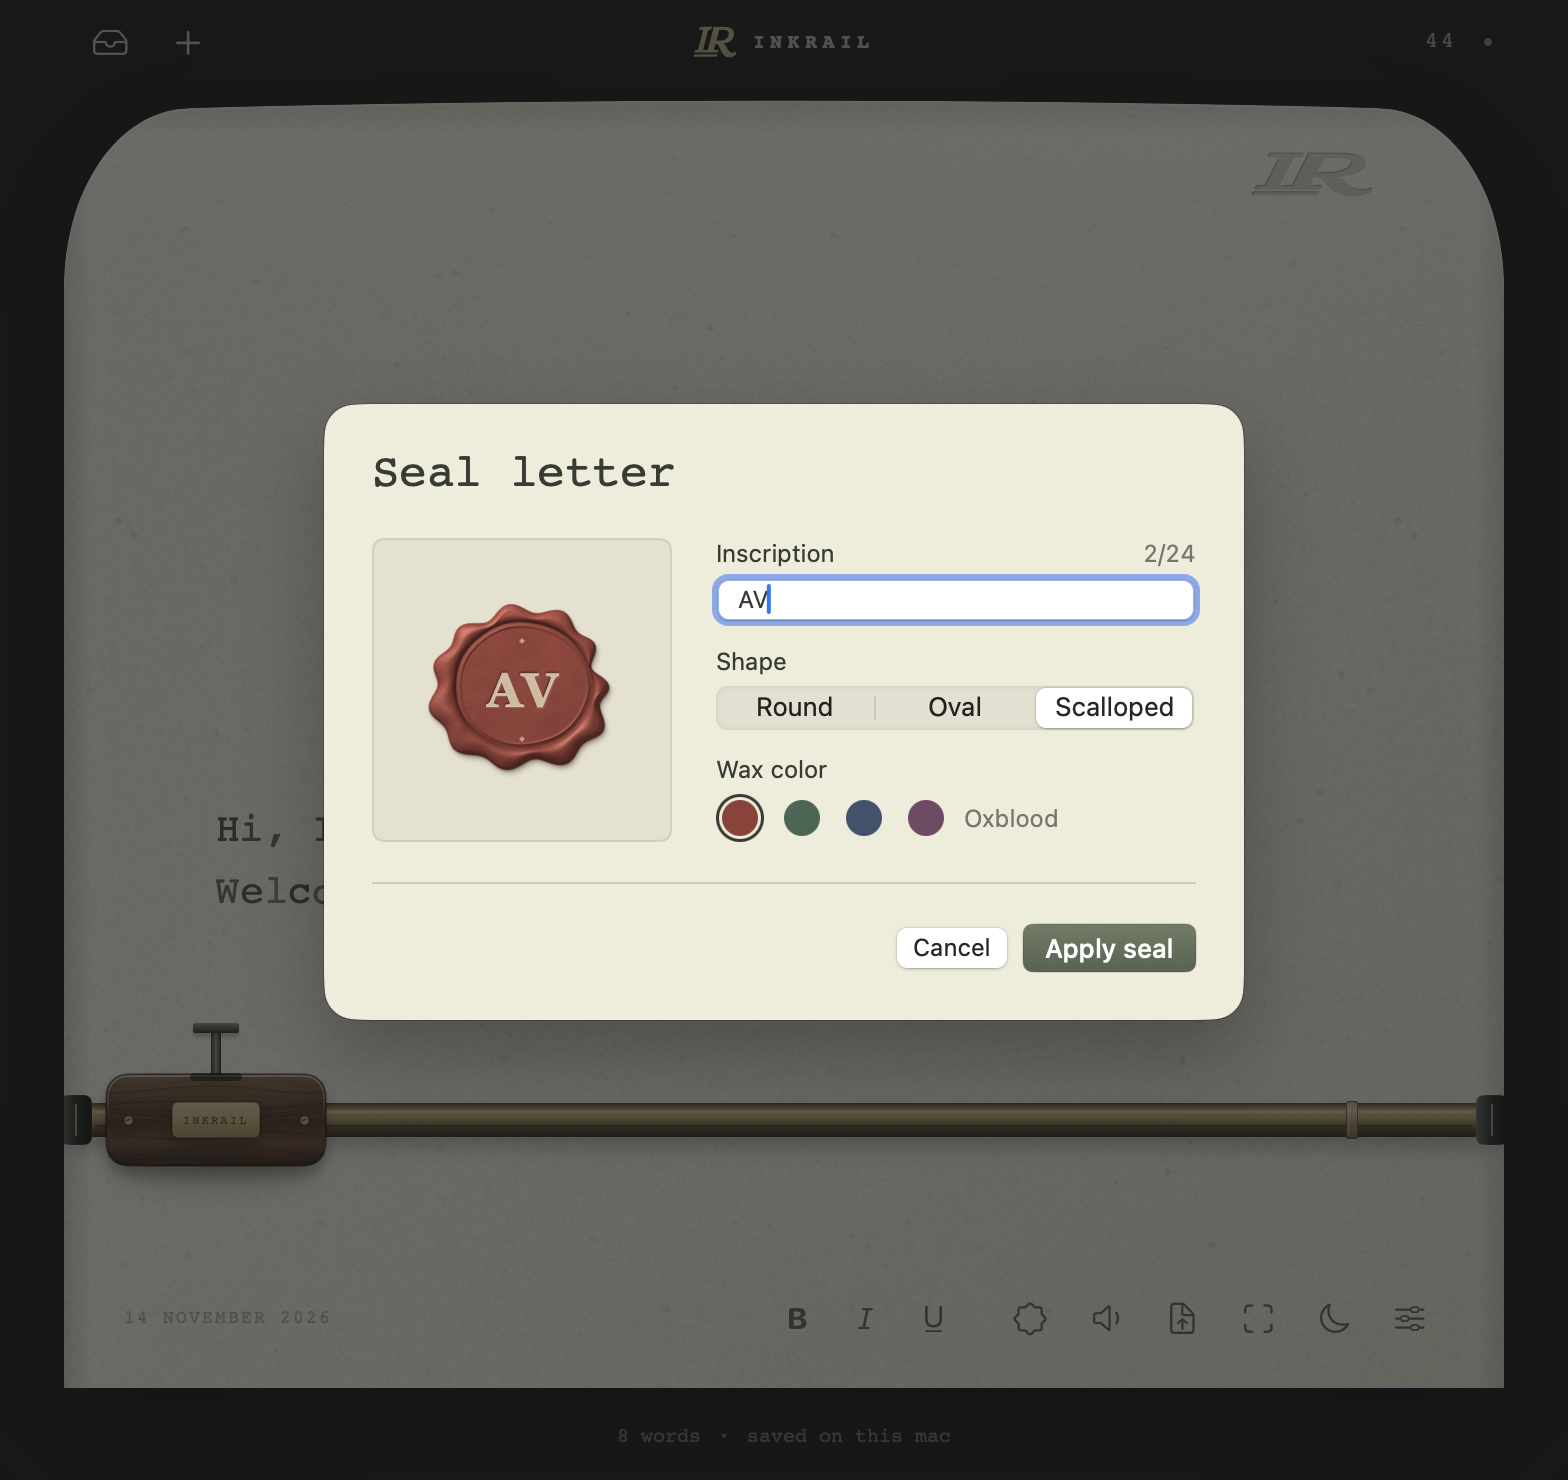 IR INKRAIL
44
IR
Seal letter
AV
Inscription 2/24
AV
Shape
Round Oval Scalloped
Wax color
Oxblood
Hi,
Welco
Cancel Apply seal
INKRAIL
14 NOVEMBER 2026
B I U
8 words · saved on this mac